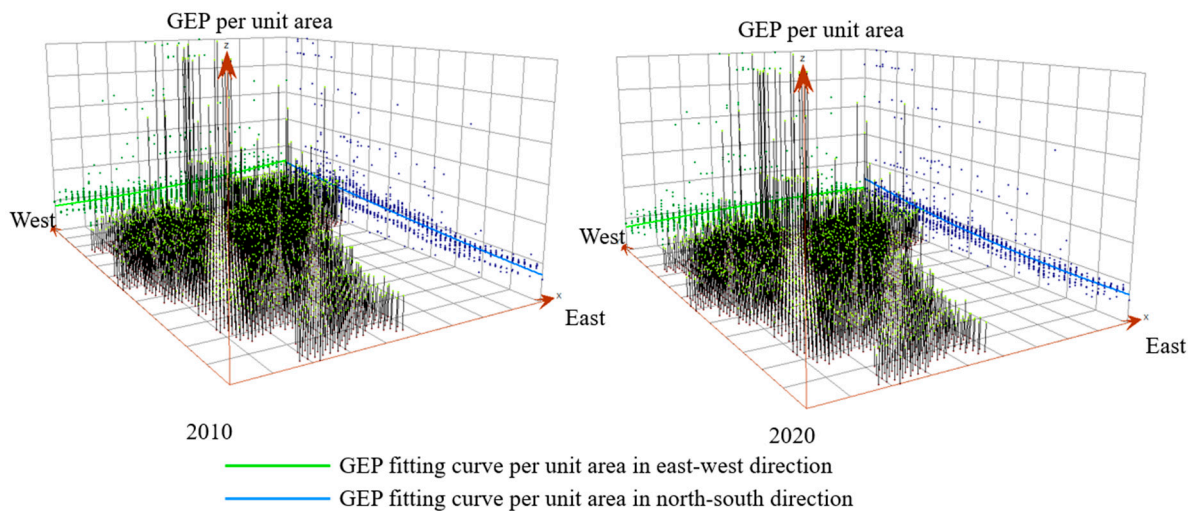 GEP per unit area
z
West
x
East
2010
GEP per unit area
z
West
x
East
2020
GEP fitting curve per unit area in east-west direction
GEP fitting curve per unit area in north-south direction